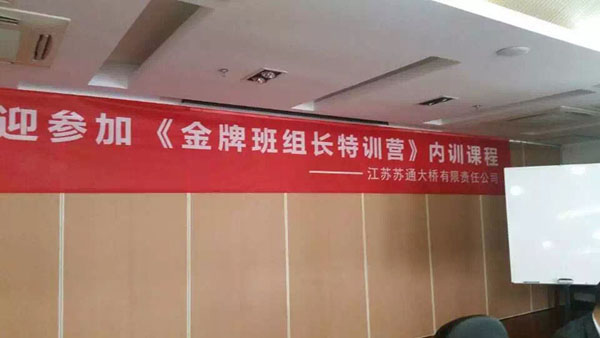 迎参加《金牌班组长特训营》内训课程
——江苏苏通大桥有限责任公司